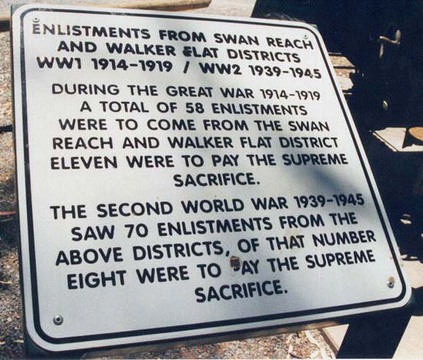 ENLISTMENTS FROM SWAN REACH
AND WALKER FLAT DISTRICTS
WW1 1914-1919 / WW2 1939-1945
DURING THE GREAT WAR 1914-1919
A TOTAL OF 58 ENLISTMENTS
WERE TO COME FROM THE SWAN
REACH AND WALKER FLAT DISTRICT
ELEVEN WERE TO PAY THE SUPREME
SACRIFICE.
THE SECOND WORLD WAR 1939-1945
SAW 70 ENLISTMENTS FROM THE
ABOVE DISTRICTS, OF THAT NUMBER
EIGHT WERE TO PAY THE SUPREME
SACRIFICE.